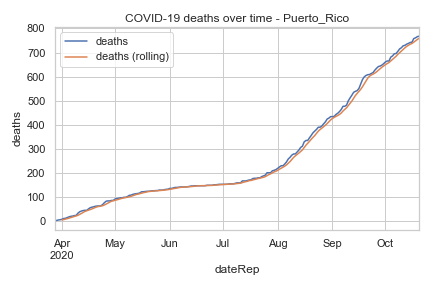 COVID-19 deaths over time - Puerto_Rico
deaths
deaths (rolling)
800
700
600
500
400
300
200
100
0
deaths
Apr
2020
May
Jun
Jul
Aug
Sep
Oct
dateRep